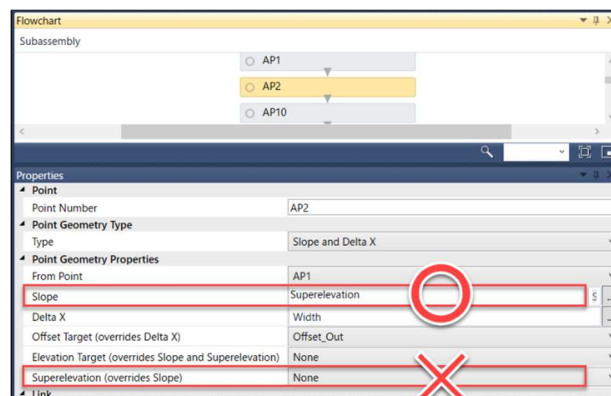 Flowchart
Subassembly
AP1
AP2
AP10
Properties
Point
Point Number AP2
Point Geometry Type
Type Slope and Delta X
Point Geometry Properties
From Point AP1
Slope Superelevation S ...
Delta X Width ...
Offset Target (overrides Delta X) Offset_Out
Elevation Target (overrides Slope and Superelevation) None
Superelevation (overrides Slope) None
Link